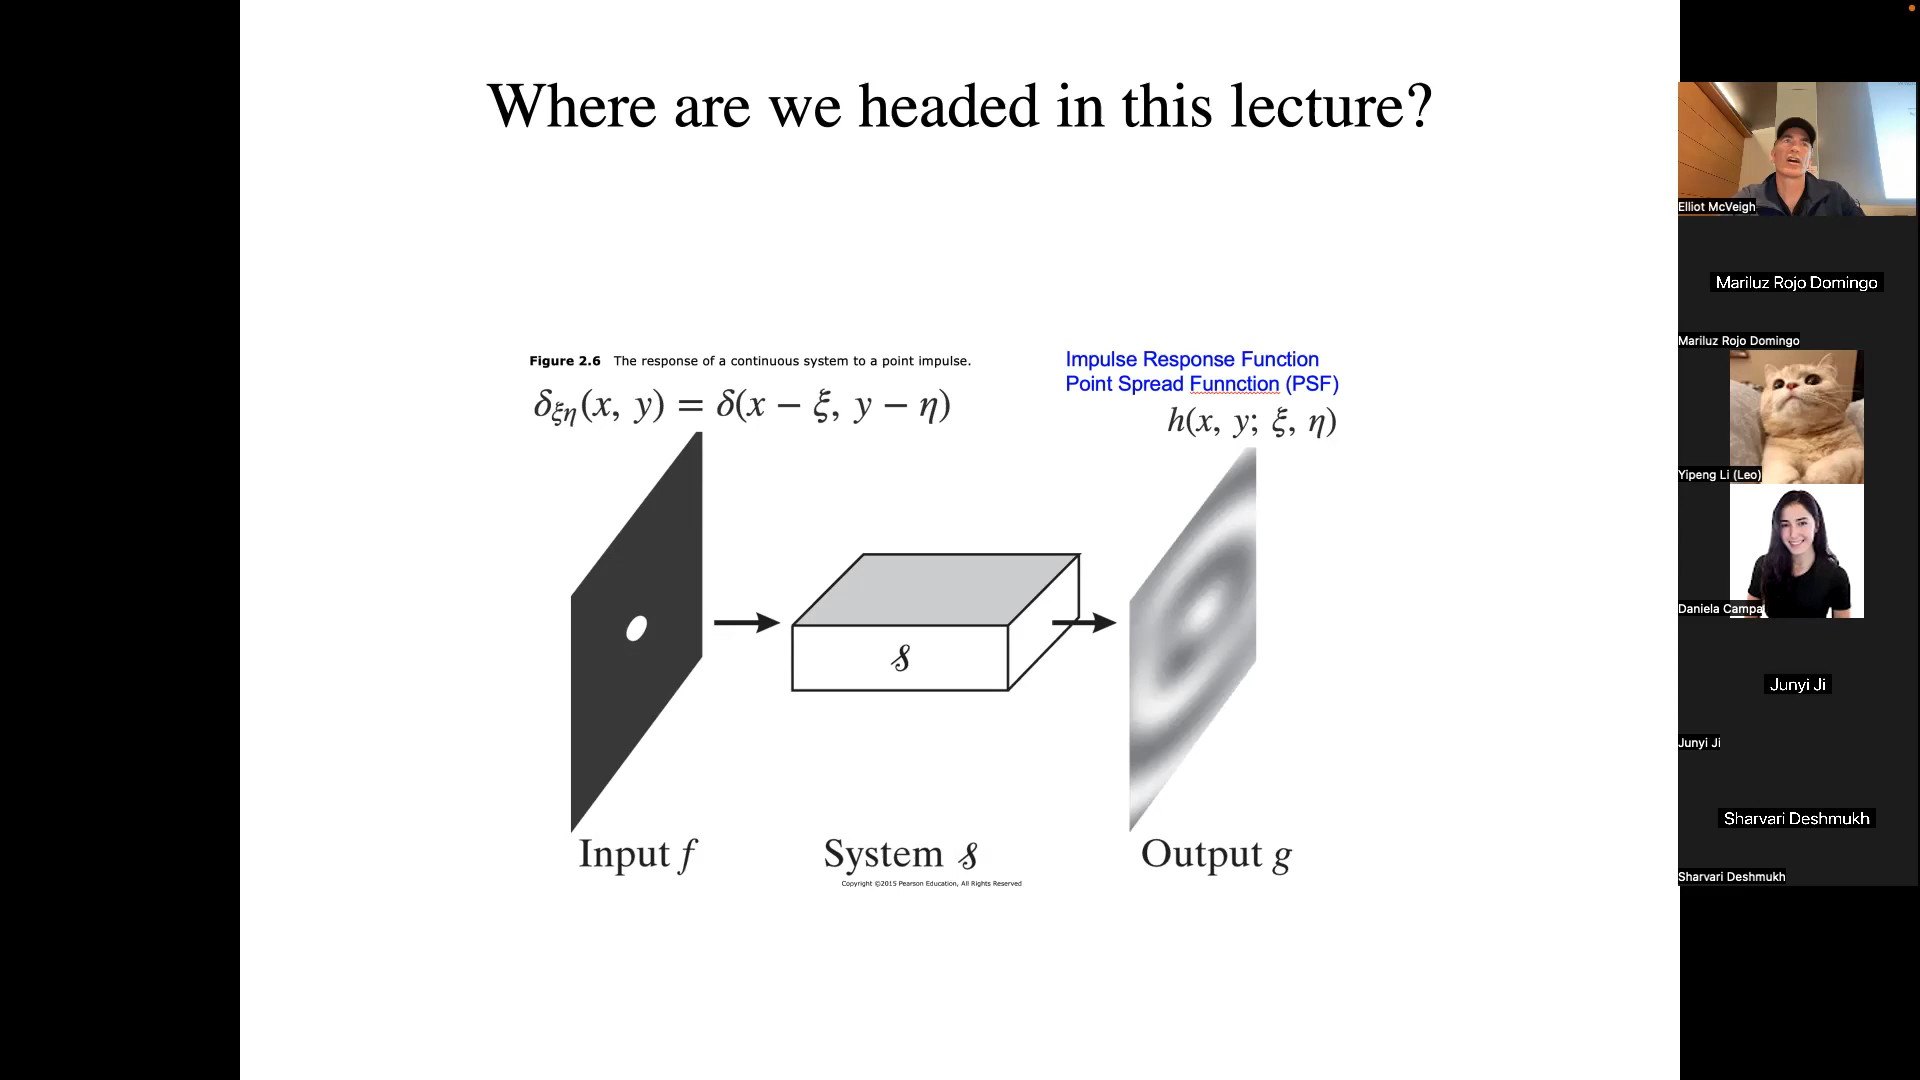 Where are we headed in this lecture?
Figure 2.6 The response of a continuous system to a point impulse.
Impulse Response Function
Point Spread Funnction (PSF)
δξη(x, y) = δ(x − ξ, y − η)
h(x, y; ξ, η)
𝓈
Input f
System 𝓈
Output g
Copyright ©2015 Pearson Education, All Rights Reserved
Elliot McVeigh
Mariluz Rojo Domingo
Mariluz Rojo Domingo
Yipeng Li (Leo)
Daniela Campa
Junyi Ji
Junyi Ji
Sharvari Deshmukh
Sharvari Deshmukh